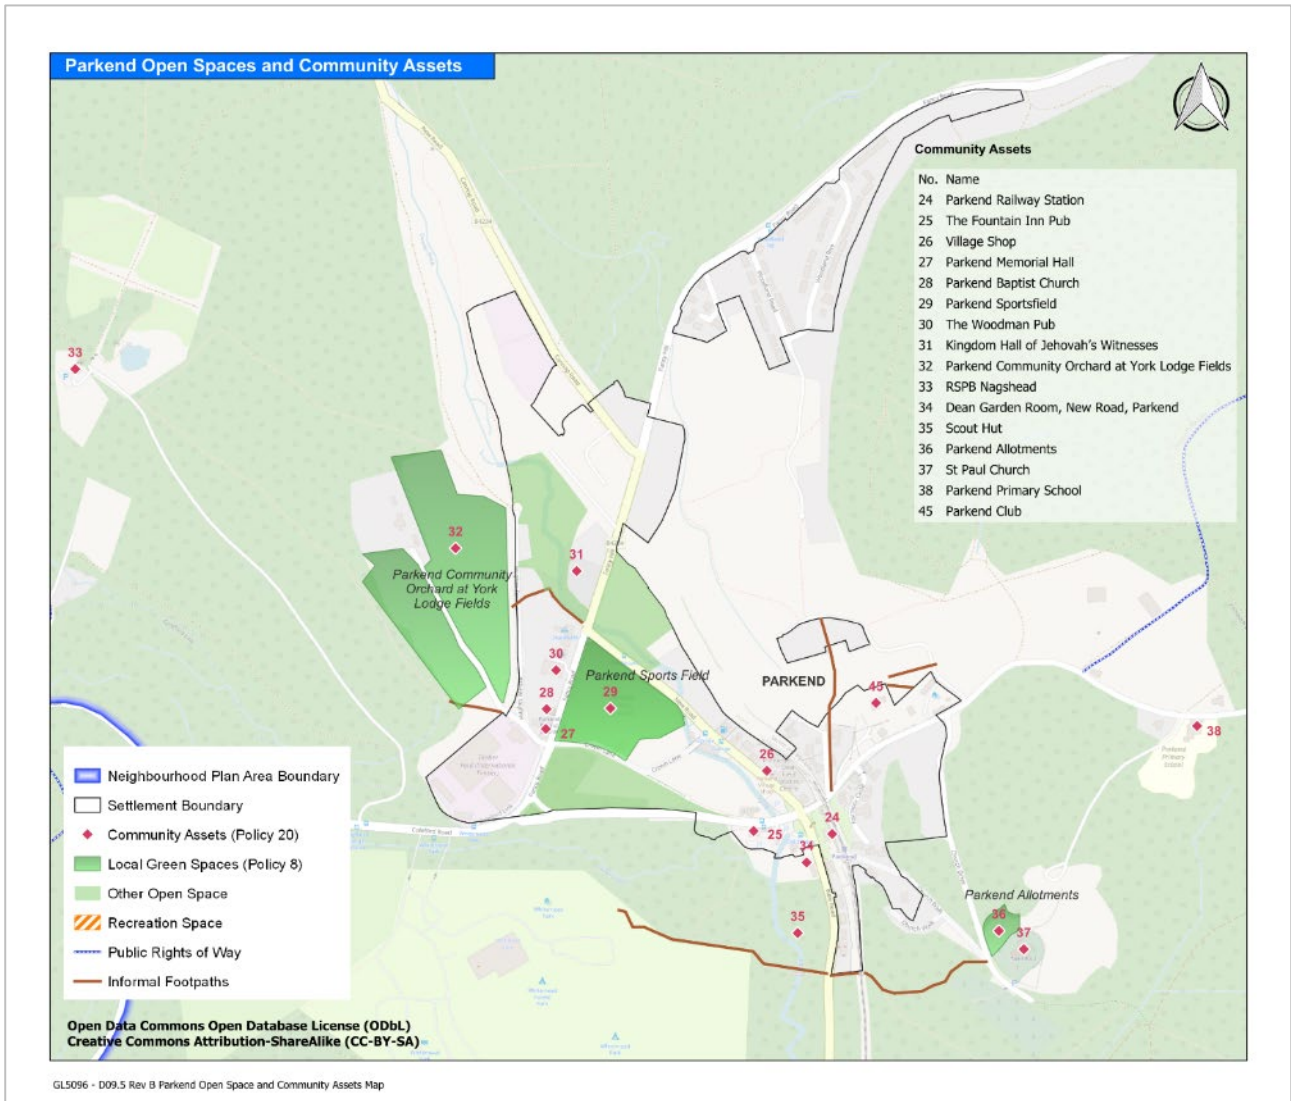 Parkend Open Spaces and Community Assets
Community Assets
No. Name
24 Parkend Railway Station
25 The Fountain Inn Pub
26 Village Shop
27 Parkend Memorial Hall
28 Parkend Baptist Church
29 Parkend Sportsfield
30 The Woodman Pub
31 Kingdom Hall of Jehovah's Witnesses
32 Parkend Community Orchard at York Lodge Fields
33 RSPB Nagshead
34 Dean Garden Room, New Road, Parkend
35 Scout Hut
36 Parkend Allotments
37 St Paul Church
38 Parkend Primary School
45 Parkend Club
33
32
Parkend Community
Orchard at York
Lodge Fields
31
30
Parkend Sports Field
28
29
27
PARKEND
45
38
Parkend
Primary
School
26
25
24
34
35
Parkend Allotments
36
37
Neighbourhood Plan Area Boundary
Settlement Boundary
Community Assets (Policy 20)
Local Green Spaces (Policy 8)
Other Open Space
Recreation Space
Public Rights of Way
Informal Footpaths
Open Data Commons Open Database License (ODbL)
Creative Commons Attribution-ShareAlike (CC-BY-SA)
GL5096 - D09.5 Rev B Parkend Open Space and Community Assets Map